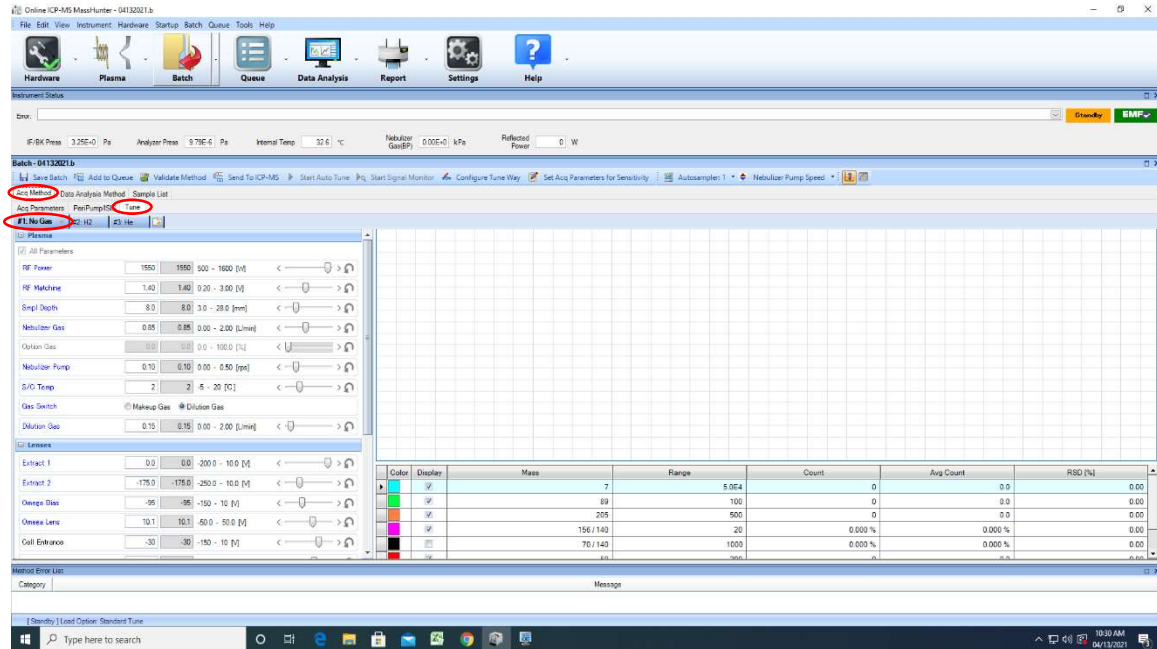 Online ICP-MS MassHunter - 04132021.b
File Edit View Instrument Hardware Startup Batch Queue Tools Help
Hardware Plasma Batch Queue Data Analysis Report Settings Help
Instrument Status
Error:
Standby EMF
IF/BK Press 3.25E+0 Pa Analyzer Press 9.79E-6 Pa Internal Temp 32.6 °C Nebulizer Gas(BP) 0.00E+0 kPa Reflected Power 0 W
Batch - 04132021.b
Save Batch Add to Queue Validate Method Send To ICP-MS Start Auto Tune Start Signal Monitor Configure Tune Way Set Acq Parameters for Sensitivity Autosampler: 1 Nebulizer Pump Speed
Acq Method Data Analysis Method Sample List
Acq Parameters Tune
#1: No Gas #2: H2 #3: He
Plasma
All Parameters
RF Power 1550 1550 500 - 1600 [W]
RF Matching 1.40 1.40 0.20 - 3.00 [V]
Smpl Depth 8.0 8.0 3.0 - 28.0 [mm]
Nebulizer Gas 0.85 0.85 0.00 - 2.00 [L/min]
Option Gas 0.0 0.0 0.0 - 100.0 [%]
Nebulizer Pump 0.10 0.10 0.00 - 0.50 [rps]
S/C Temp 2 2 -5 - 20 [°C]
Gas Switch Makeup Gas Dilution Gas
Dilution Gas 0.15 0.15 0.00 - 2.00 [L/min]
Lenses
Extract 1 0.0 0.0 -200.0 - 10.0 [V]
Extract 2 -175.0 -175.0 -250.0 - 10.0 [V]
Omega Bias -95 -95 -150 - 10 [V]
Omega Lens 10.1 10.1 -50.0 - 50.0 [V]
Cell Entrance -30 -30 -150 - 10 [V]
Color Display Mass Range Count Avg Count RSD [%]
7 5.0E4 0 0.0 0.00
89 100 0 0.0 0.00
205 500 0 0.0 0.00
156 / 140 20 0.000 % 0.000 % 0.00
70 / 140 1000 0.000 % 0.000 % 0.00
Method Error List
Category Message
[ Standby ] Load Option: Standard Tune
Type here to search
10:30 AM
04/13/2021